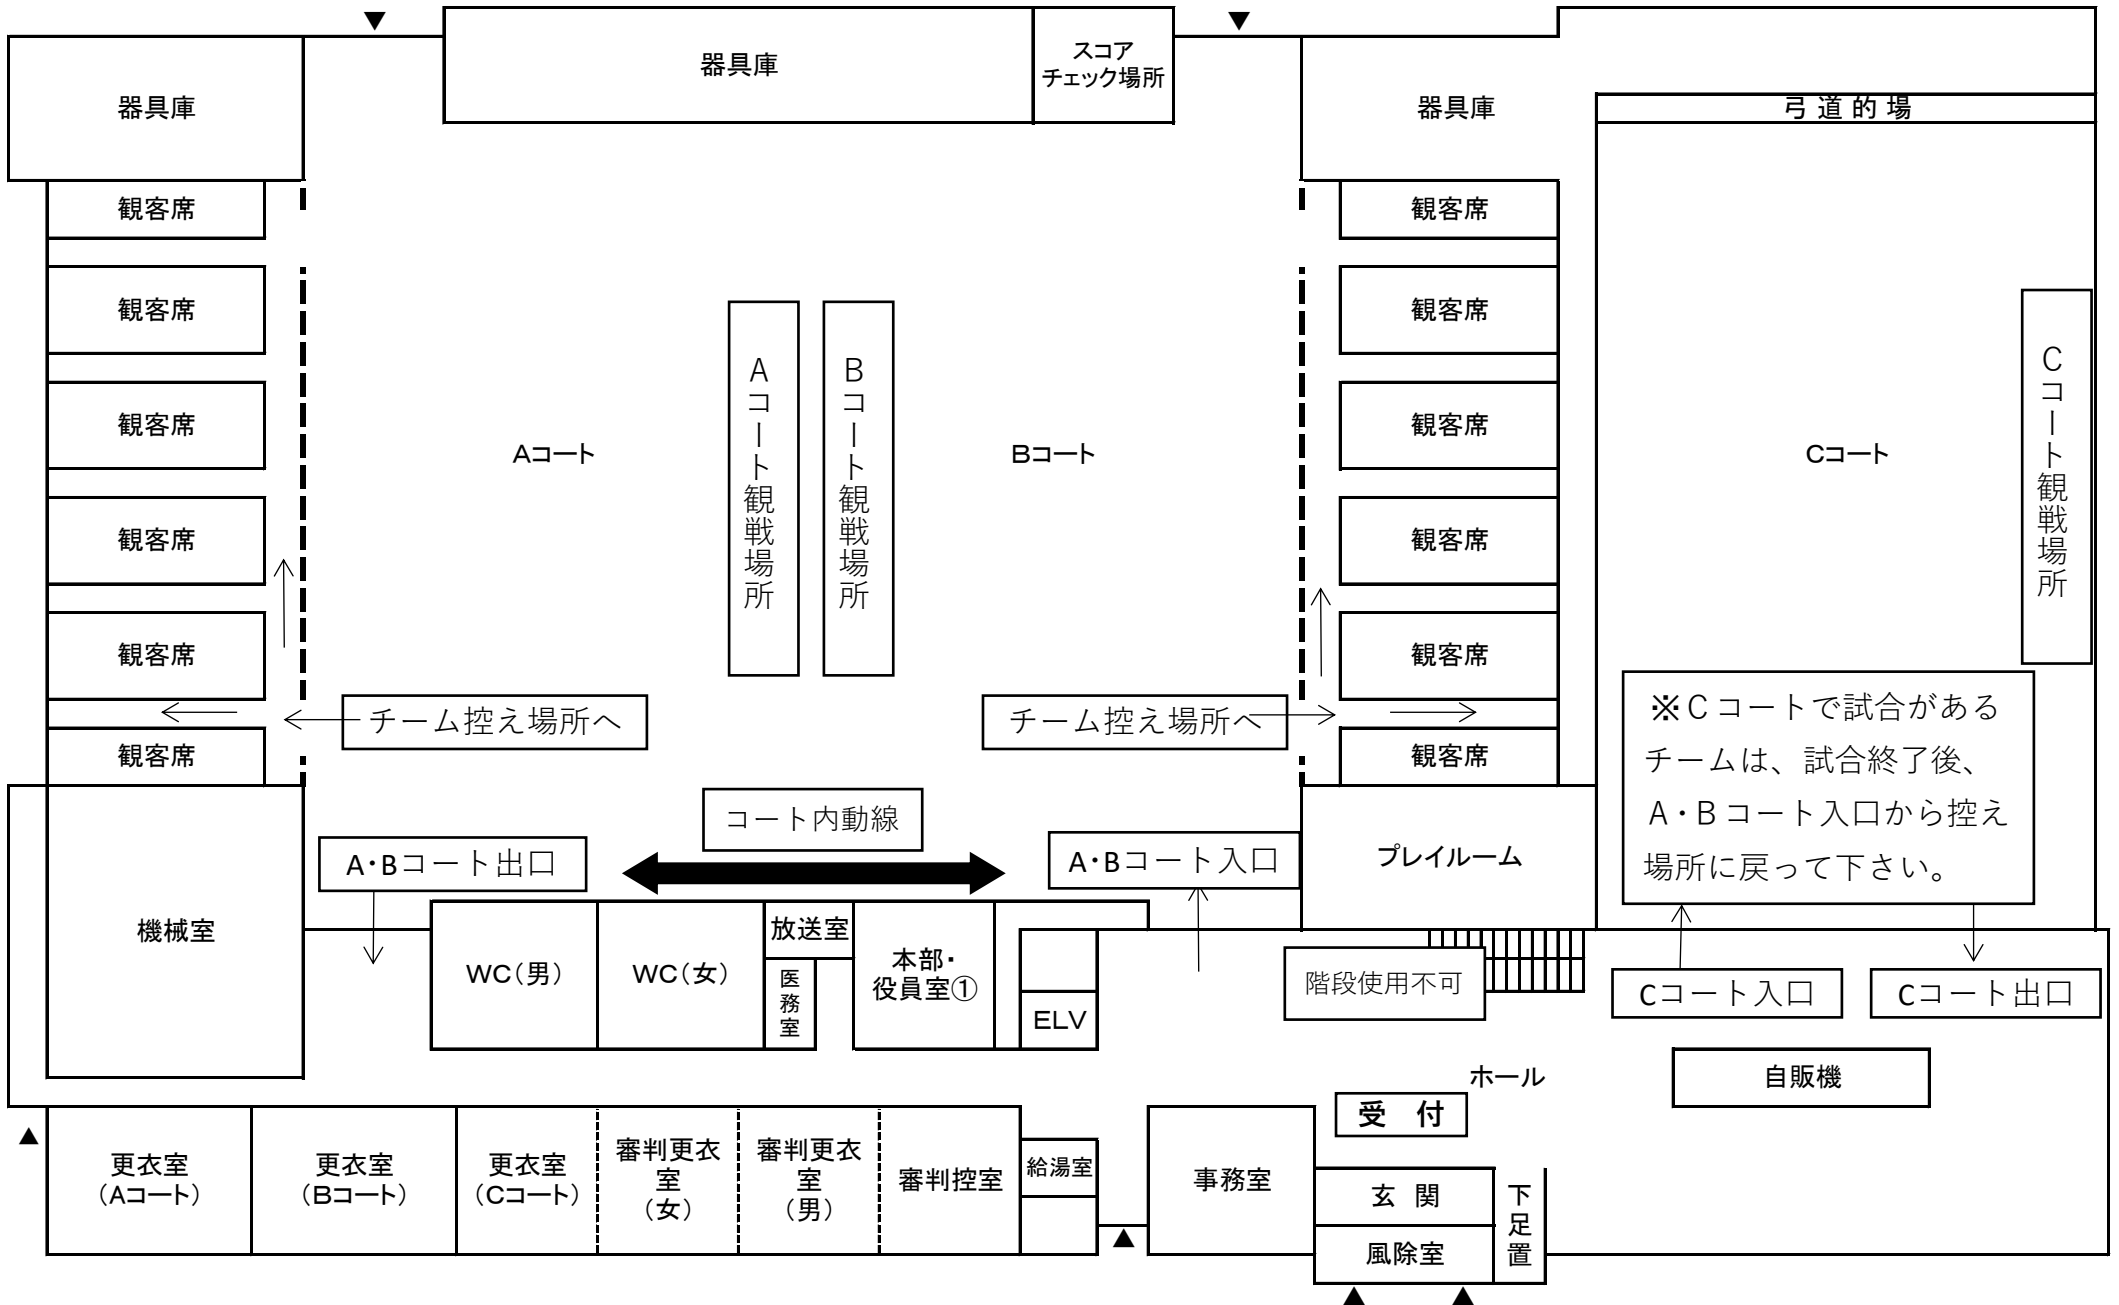 器具庫
スコア
チェック場所
器具庫
器具庫
弓 道 的 場
観客席
観客席
観客席
観客席
観客席
観客席
Aコート
Aコート観戦場所
Bコート観戦場所
Bコート
観客席
観客席
観客席
観客席
観客席
観客席
Cコート
Cコート観戦場所
チーム控え場所へ
チーム控え場所へ
※Cコートで試合がある
チームは、試合終了後、
A・Bコート入口から控え
場所に戻って下さい。
コート内動線
A・Bコート出口
A・Bコート入口
プレイルーム
機械室
WC(男)
WC(女)
放送室
医務室
本部・
役員室①
ELV
階段使用不可
Cコート入口
Cコート出口
ホール
自販機
受 付
更衣室
(Aコート)
更衣室
(Bコート)
更衣室
(Cコート)
審判更衣
室
(女)
審判更衣
室
(男)
審判控室
給湯室
事務室
玄 関
風除室
下足置